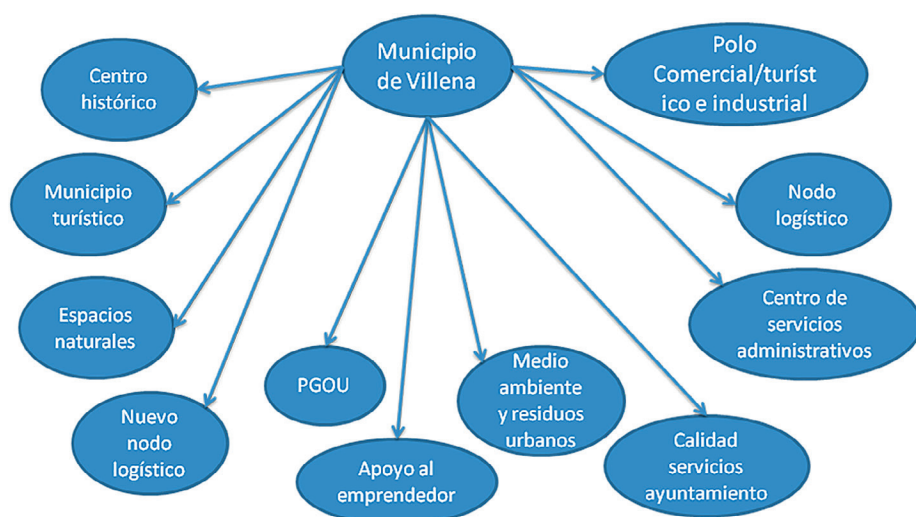 Municipio
de Villena
Centro
histórico
Polo
Comercial/turíst
ico e industrial
Municipio
turístico
Nodo
logístico
Espacios
naturales
Centro de
servicios
administrativos
PGOU
Medio
ambiente
y residuos
urbanos
Nuevo
nodo
logístico
Apoyo al
emprendedor
Calidad
servicios
ayuntamiento